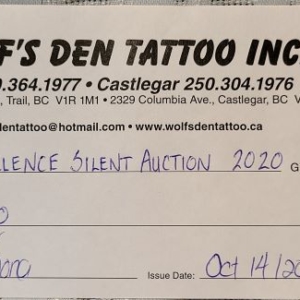 F'S DEN TATTOO INC.
.364.1977 • Castlegar 250.304.1976
, Trail, BC V1R 1M1 • 2329 Columbia Ave., Castlegar, BC V
dentattoo@hotmail.com • www.wolfsdentattoo.ca
LENCE SILENT AUCTION 2020 G
Issue Date: Oct 14/20